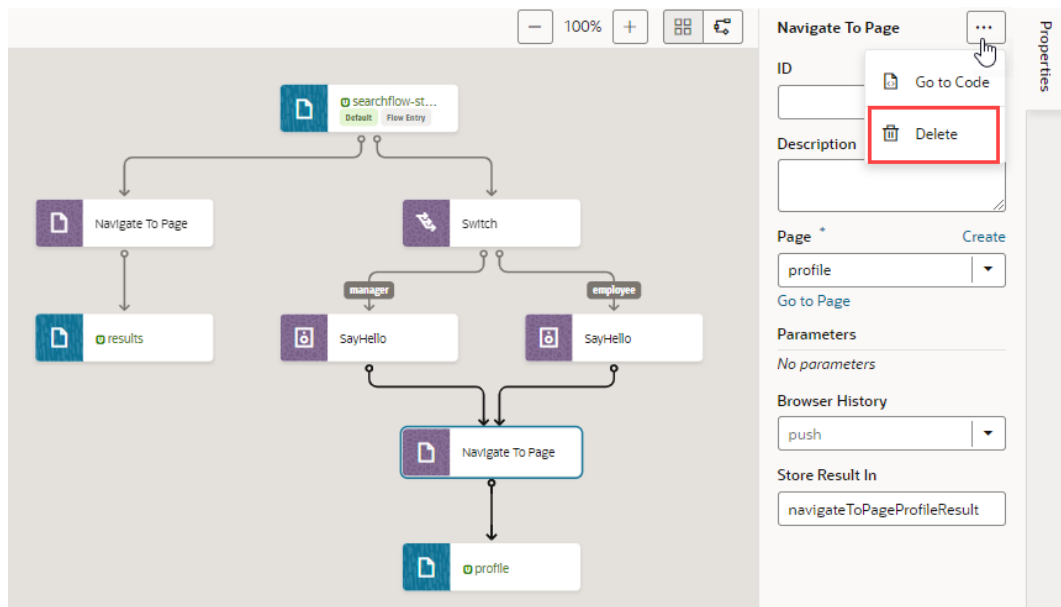 100%
searchflow-st...
Default Flow Entry
Navigate To Page
Switch
manager
employee
results
SayHello
SayHello
Navigate To Page
profile
Navigate To Page
ID
Go to Code
Delete
Description
Page * Create
profile
Go to Page
Parameters
No parameters
Browser History
push
Store Result In
navigateToPageProfileResult
Properties